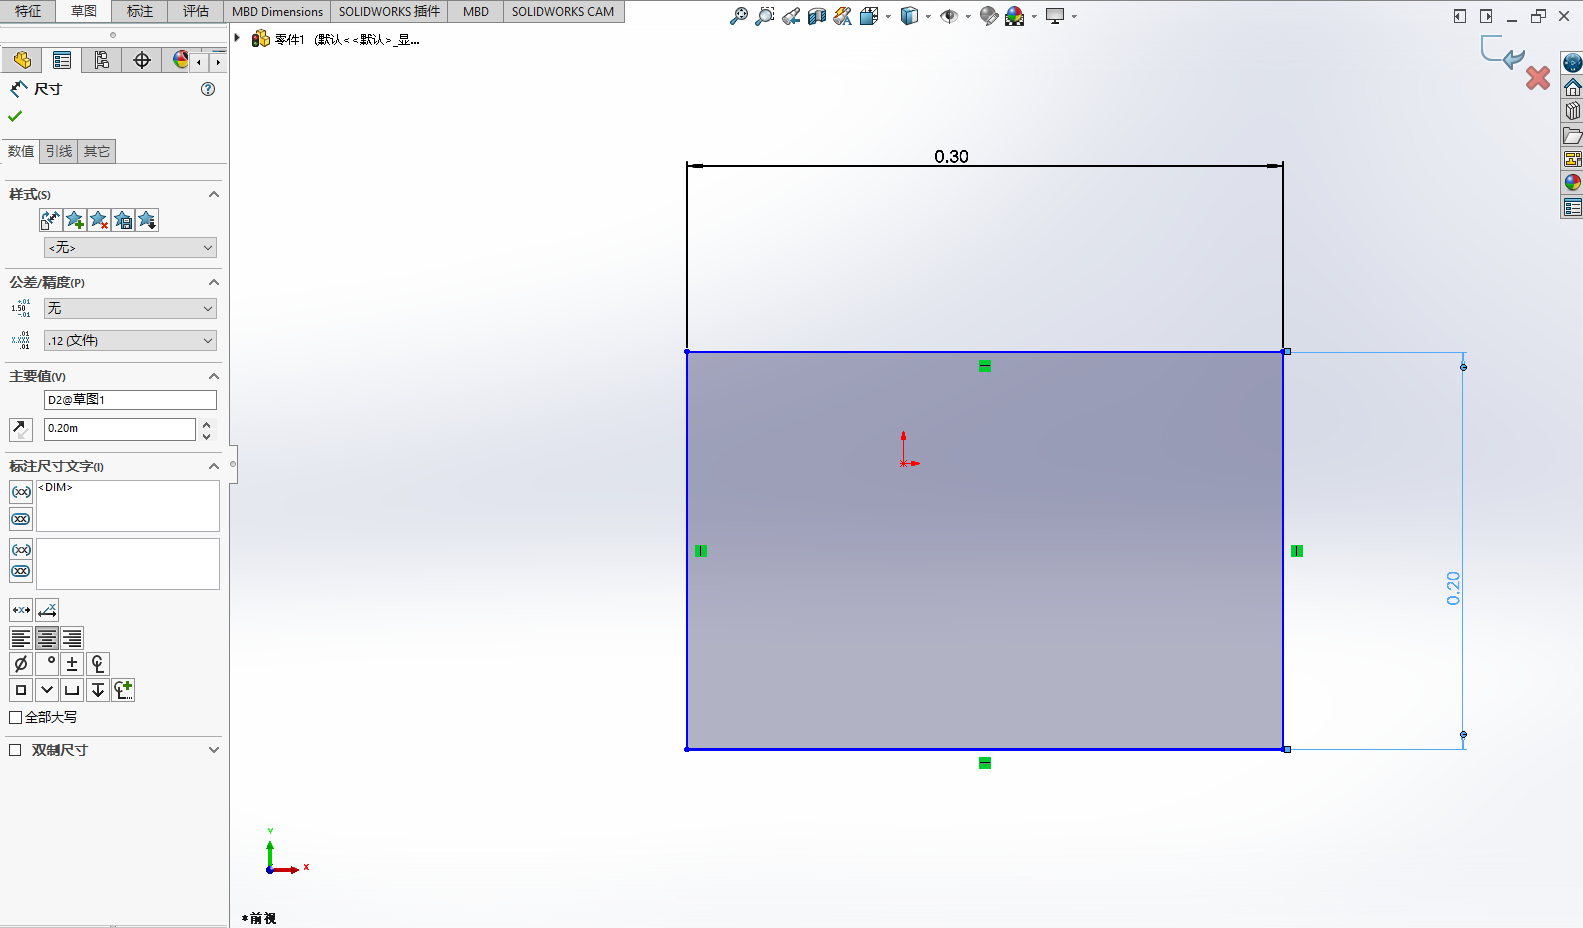 特征 草图 标注 评估 MBD Dimensions SOLIDWORKS 插件 MBD SOLIDWORKS CAM
零件1 (默认<<默认>_显...
尺寸
数值 引线 其它
样式(S)
<无>
公差/精度(P)
无
.12 (文件)
主要值(V)
D2@草图1
0.20m
标注尺寸文字(I)
<DIM>
全部大写
双制尺寸
0.30
0.20
Y
X
*前视